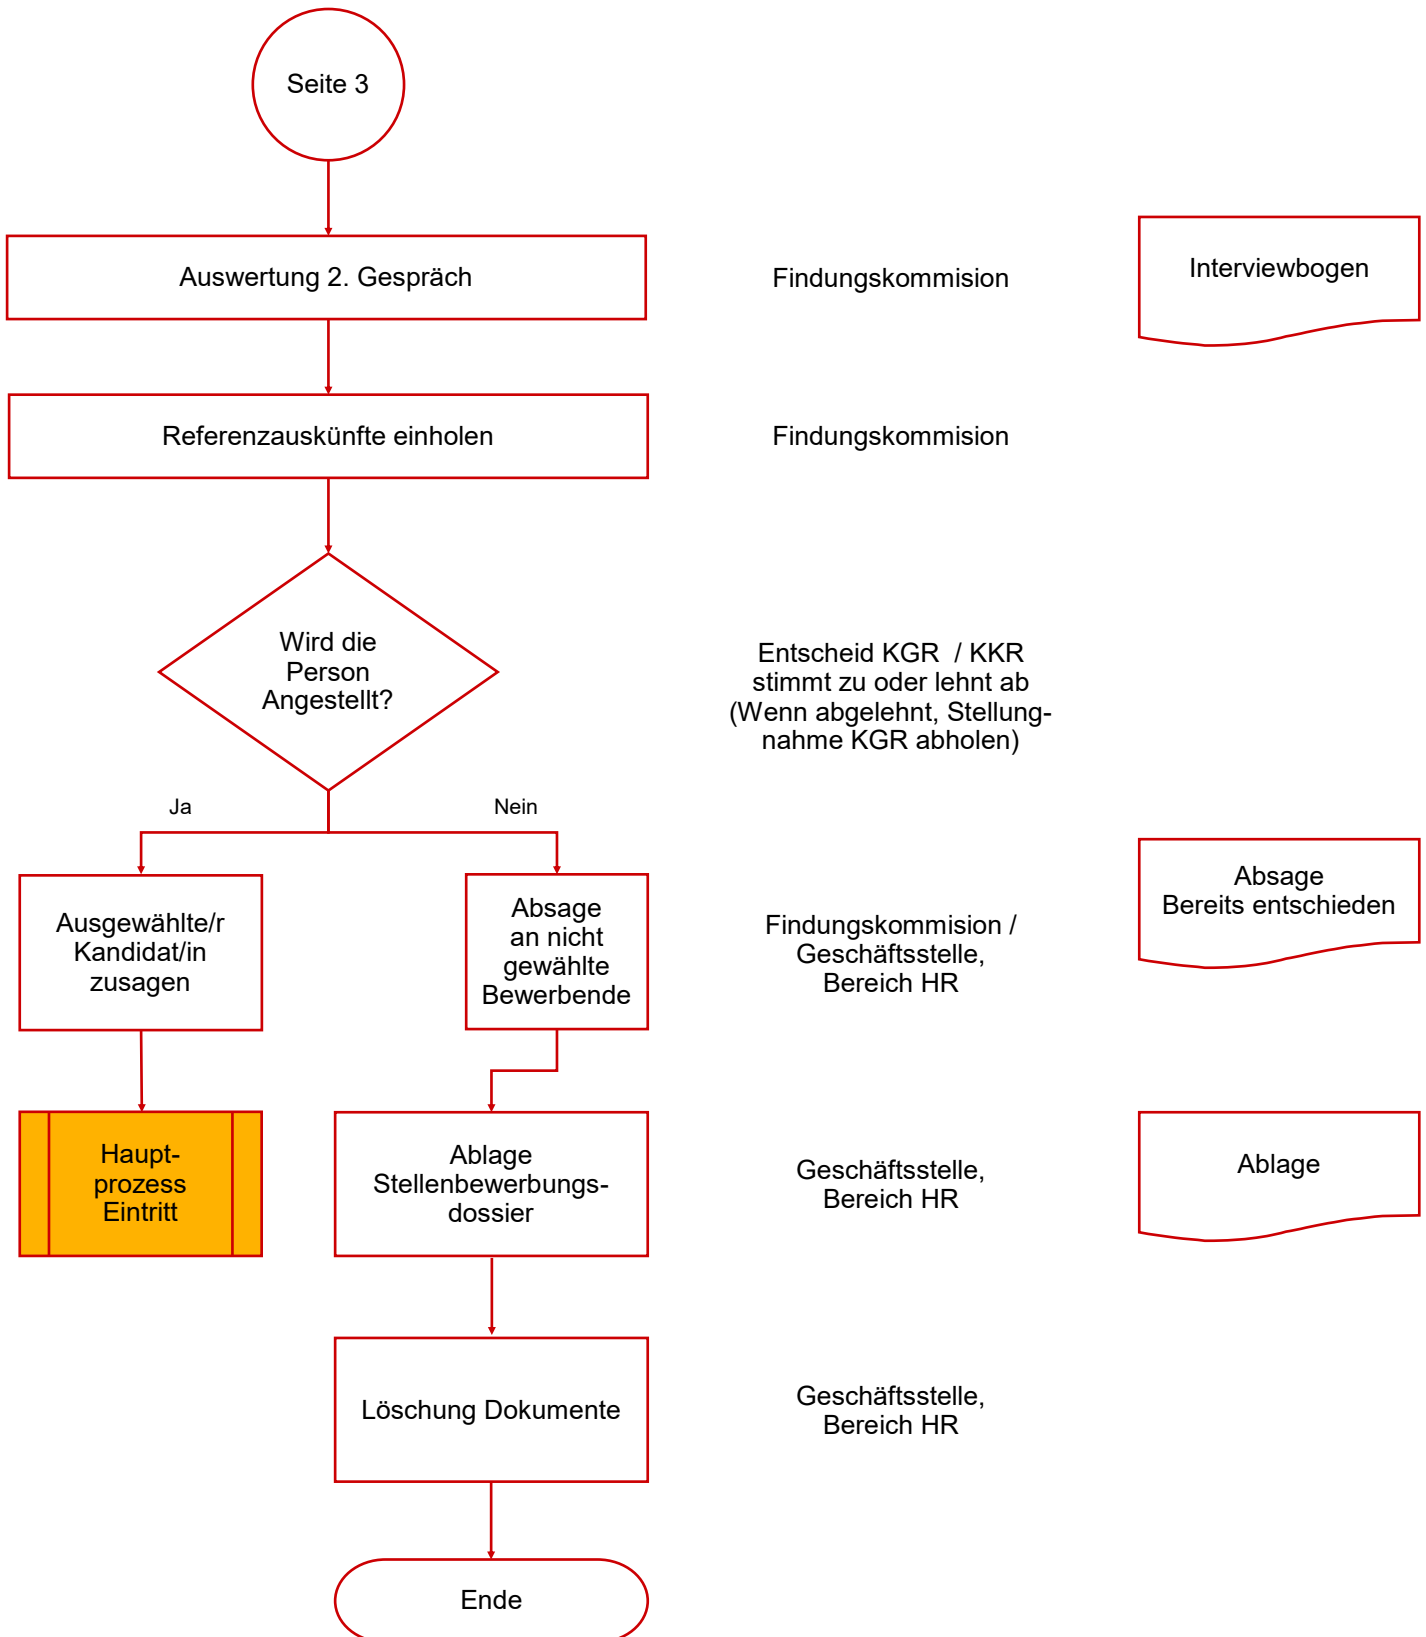 Seite 3
Auswertung 2. Gespräch
Findungskommision
Interviewbogen
Referenzauskünfte einholen
Findungskommision
Wird die
Person
Angestellt?
Entscheid KGR / KKR
stimmt zu oder lehnt ab
(Wenn abgelehnt, Stellung-
nahme KGR abholen)
Ja
Nein
Ausgewählte/r
Kandidat/in
zusagen
Absage
an nicht
gewählte
Bewerbende
Findungskommision /
Geschäftsstelle,
Bereich HR
Absage
Bereits entschieden
Haupt-
prozess
Eintritt
Ablage
Stellenbewerbungs-
dossier
Geschäftsstelle,
Bereich HR
Ablage
Löschung Dokumente
Geschäftsstelle,
Bereich HR
Ende